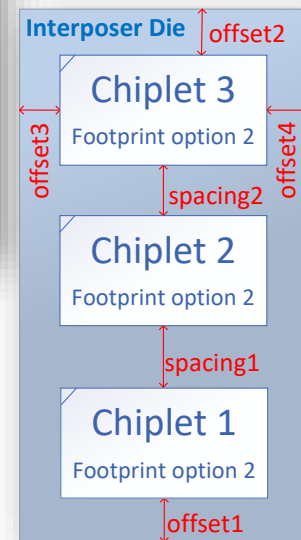 Interposer Die
offset2
Chiplet 3
Footprint option 2
offset3
offset4
spacing2
Chiplet 2
Footprint option 2
spacing1
Chiplet 1
Footprint option 2
offset1